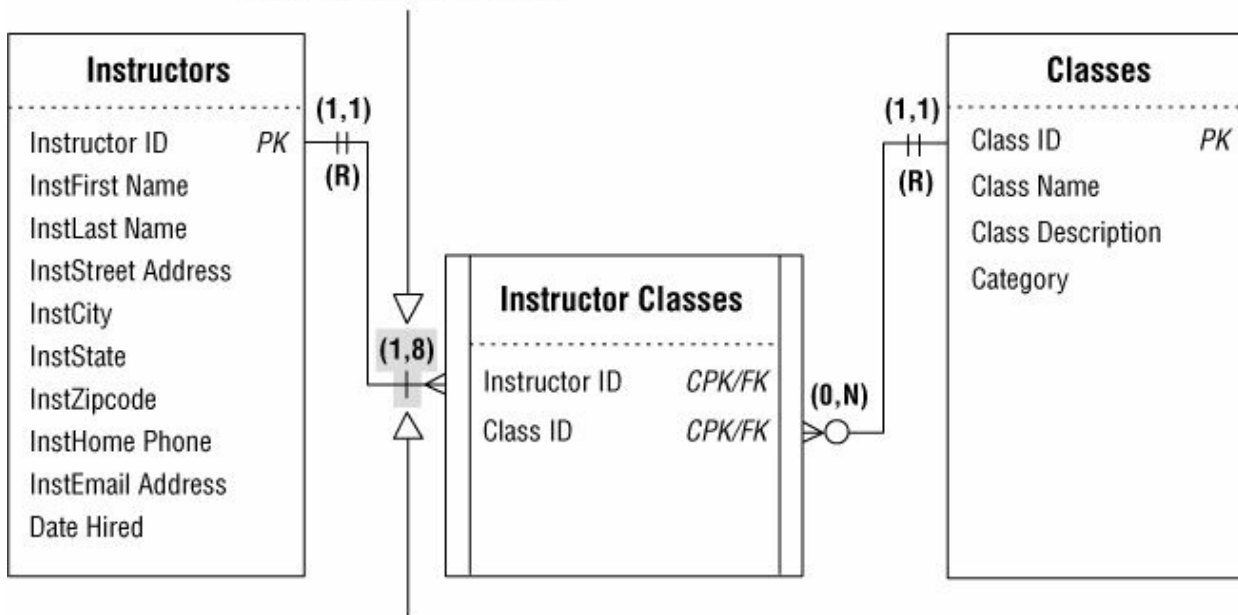 Instructors
Instructor ID PK
InstFirst Name
InstLast Name
InstStreet Address
InstCity
InstState
InstZipcode
InstHome Phone
InstEmail Address
Date Hired
(1,1)
(R)
(1,8)
Instructor Classes
Instructor ID CPK/FK
Class ID CPK/FK
(0,N)
(1,1)
(R)
Classes
Class ID PK
Class Name
Class Description
Category